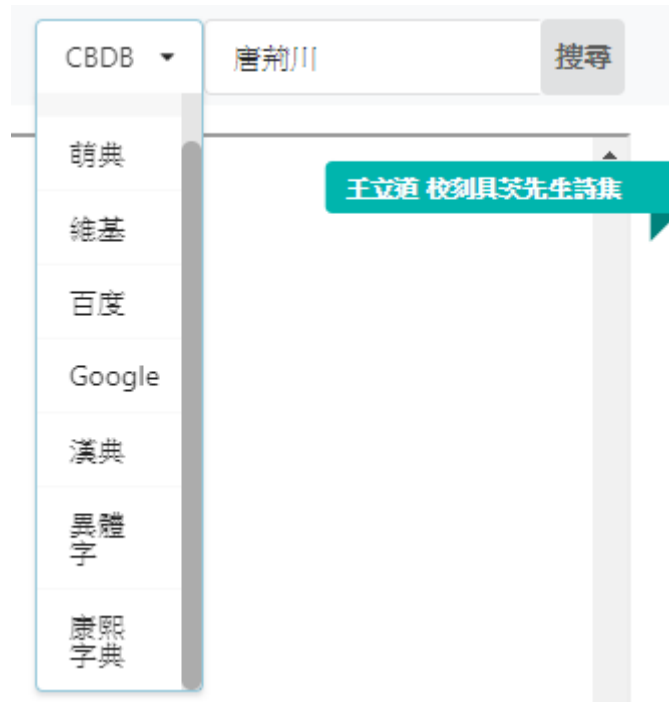 CBDB
唐荊川
搜尋
萌典
王立道 校刻具茨先生詩集
維基
百度
Google
漢典
異體
字
康熙
字典